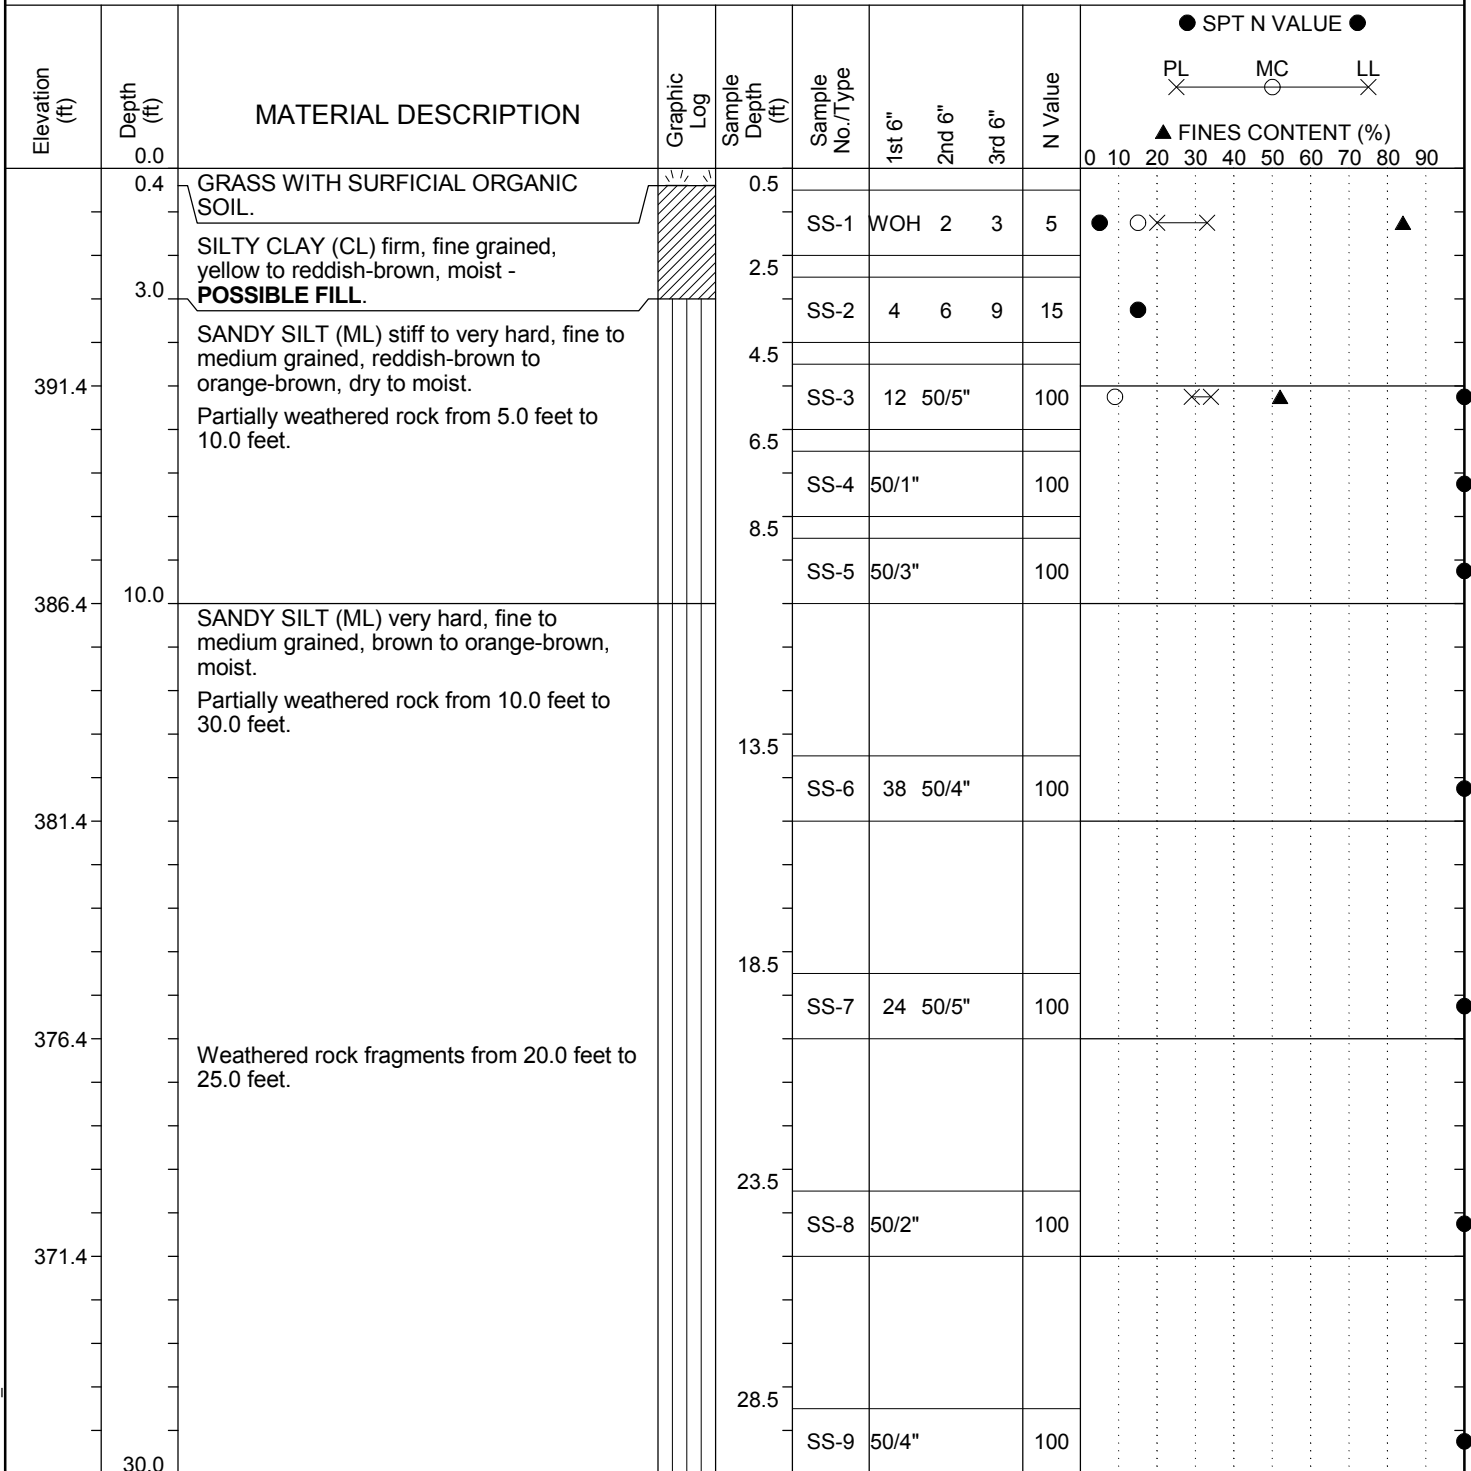 ● SPT N VALUE ●
PL MC LL
▲ FINES CONTENT (%)
Elevation (ft)
Depth (ft)
MATERIAL DESCRIPTION
Graphic Log
Sample Depth (ft)
Sample No./Type
1st 6"
2nd 6"
3rd 6"
N Value
0.0
0 10 20 30 40 50 60 70 80 90
0.4 GRASS WITH SURFICIAL ORGANIC 0.5
SOIL.
SS-1 WOH 2 3 5
SILTY CLAY (CL) firm, fine grained,
yellow to reddish-brown, moist - 2.5
3.0 POSSIBLE FILL.
SS-2 4 6 9 15
SANDY SILT (ML) stiff to very hard, fine to
medium grained, reddish-brown to 4.5
391.4 orange-brown, dry to moist.
SS-3 12 50/5" 100
Partially weathered rock from 5.0 feet to
10.0 feet. 6.5
SS-4 50/1" 100
8.5
SS-5 50/3" 100
386.4 10.0
SANDY SILT (ML) very hard, fine to
medium grained, brown to orange-brown,
moist.
Partially weathered rock from 10.0 feet to
30.0 feet.
13.5
SS-6 38 50/4" 100
381.4
18.5
SS-7 24 50/5" 100
376.4
Weathered rock fragments from 20.0 feet to
25.0 feet.
23.5
SS-8 50/2" 100
371.4
28.5
SS-9 50/4" 100
30.0